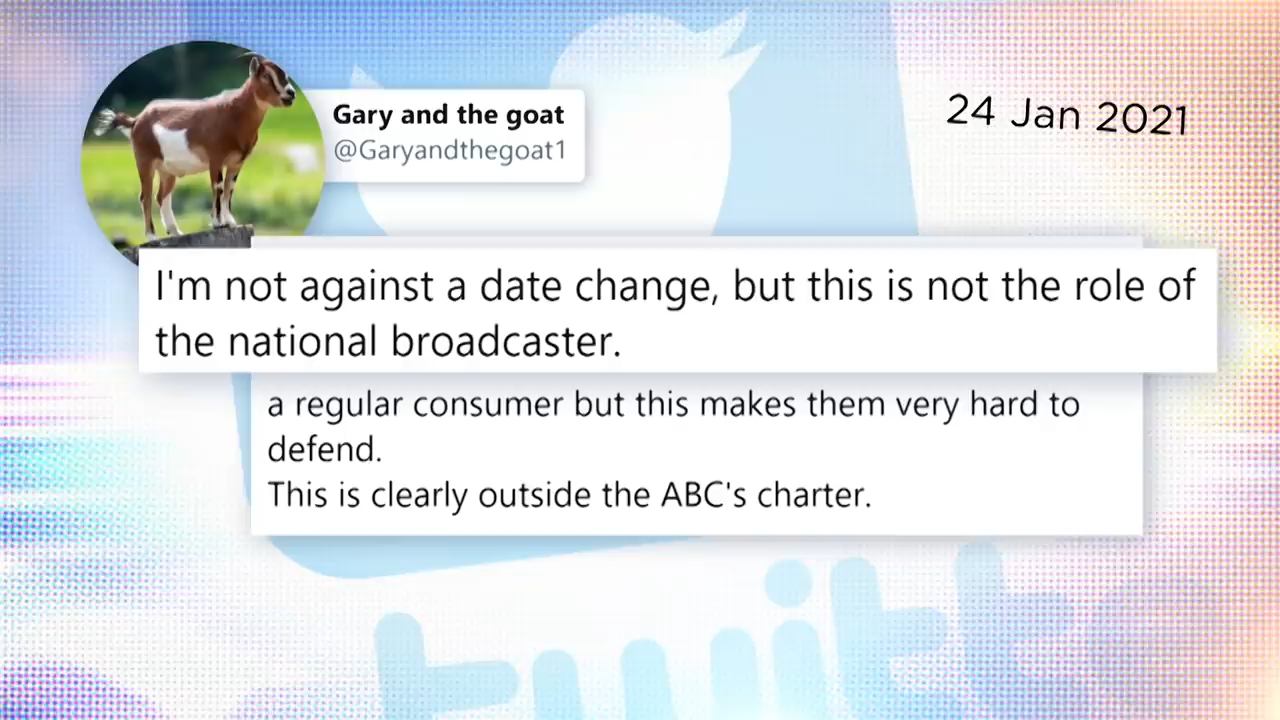 Gary and the goat
@Garyandthegoat1
24 Jan 2021
I'm not against a date change, but this is not the role of
the national broadcaster.
a regular consumer but this makes them very hard to
defend.
This is clearly outside the ABC's charter.